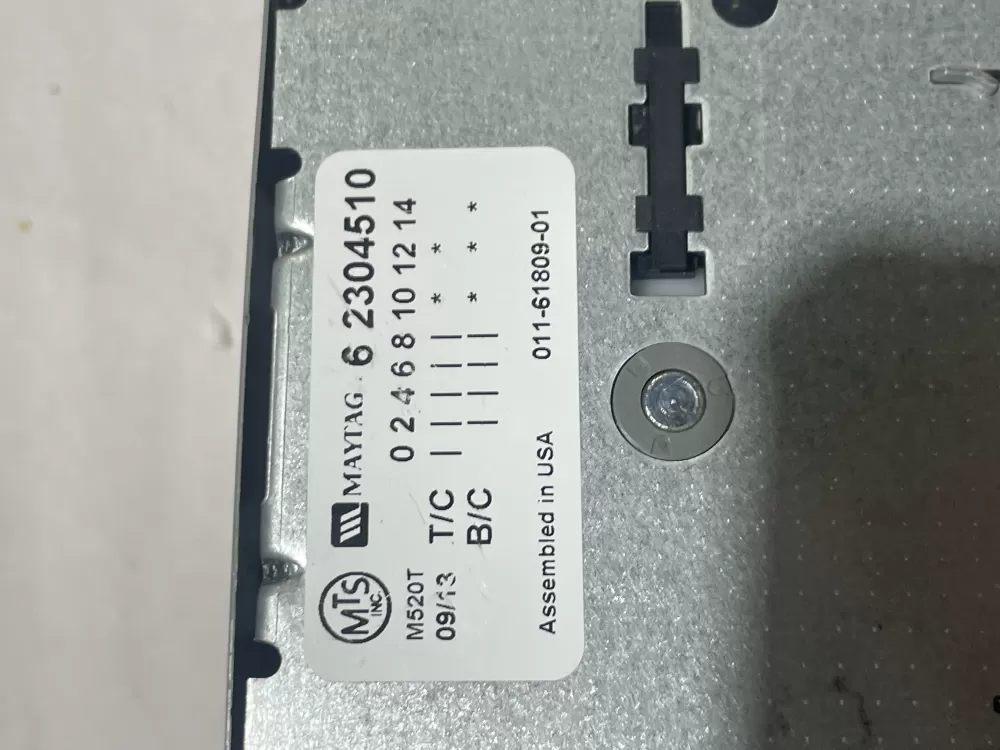 MTS INC. MAYTAG 6 2304510
M520T 0 2 4 6 8 10 12 14
09/13 T/C | | | | | * *
B/C | | | | * * *
Assembled in USA 011-61809-01